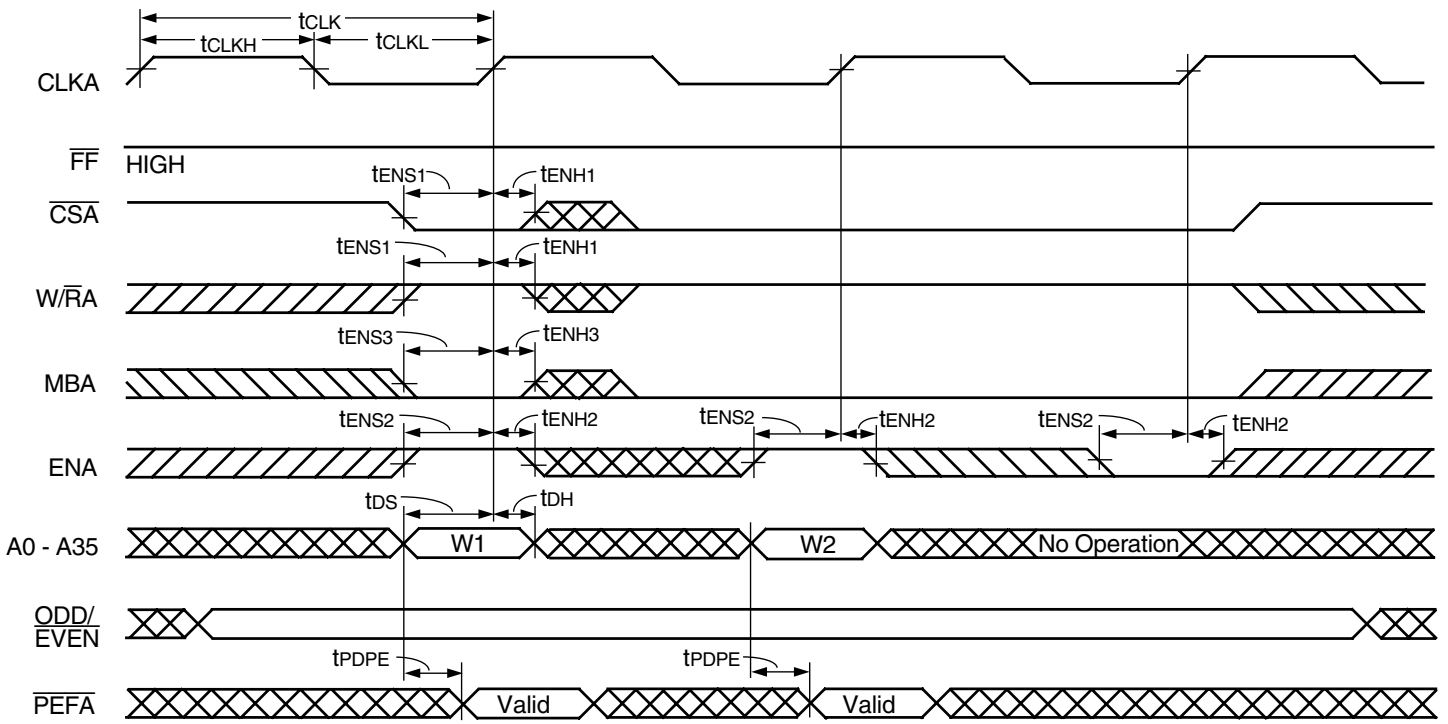 tCLK
tCLKH tCLKL
CLKA
FF HIGH
tENS1 tENH1
CSA
tENS1 tENH1
W/RA
tENS3 tENH3
MBA
tENS2 tENH2 tENS2 tENH2 tENS2 tENH2
ENA
tDS tDH
A0 - A35 W1 W2 No Operation
ODD/
EVEN
tPDPE tPDPE
PEFA Valid Valid